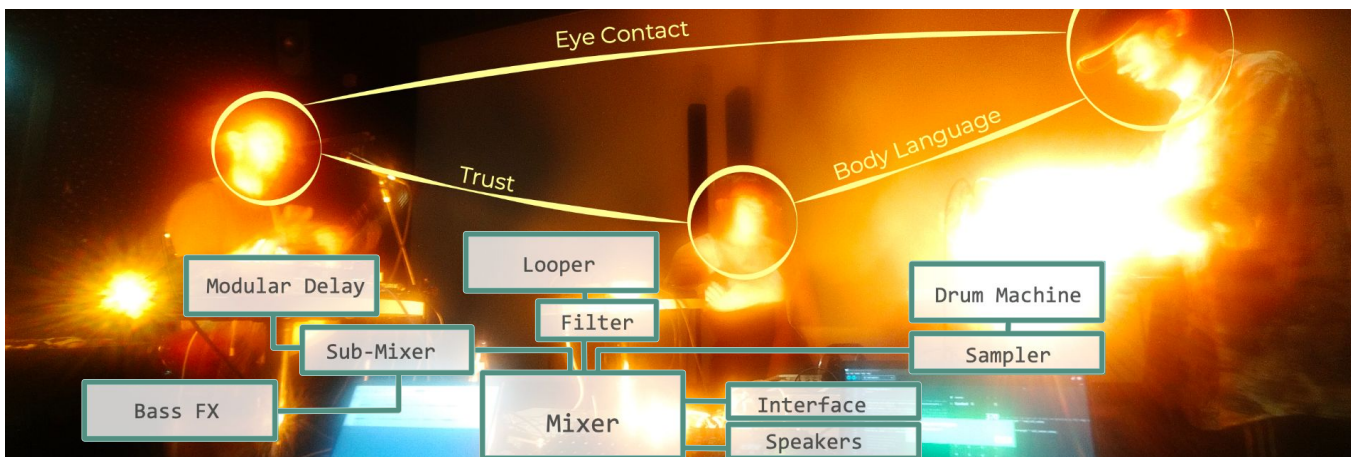 Eye Contact
Trust
Body Language
Looper
Modular Delay
Drum Machine
Filter
Sub-Mixer
Sampler
Bass FX
Mixer
Interface
Speakers